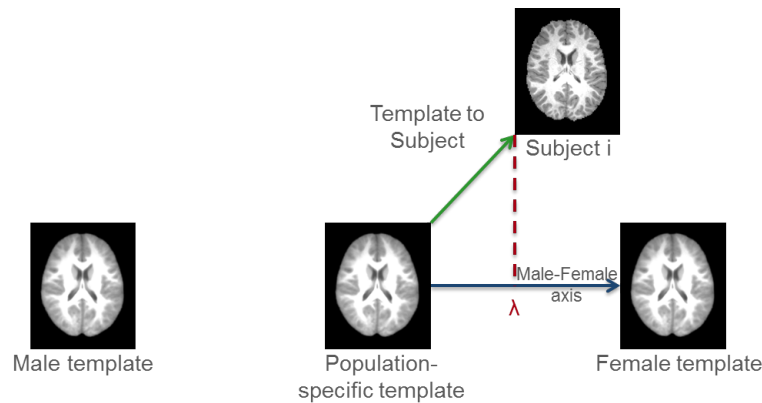 Template to
Subject
Subject i
Male-Female
axis
λ
Male template
Population-
specific template
Female template